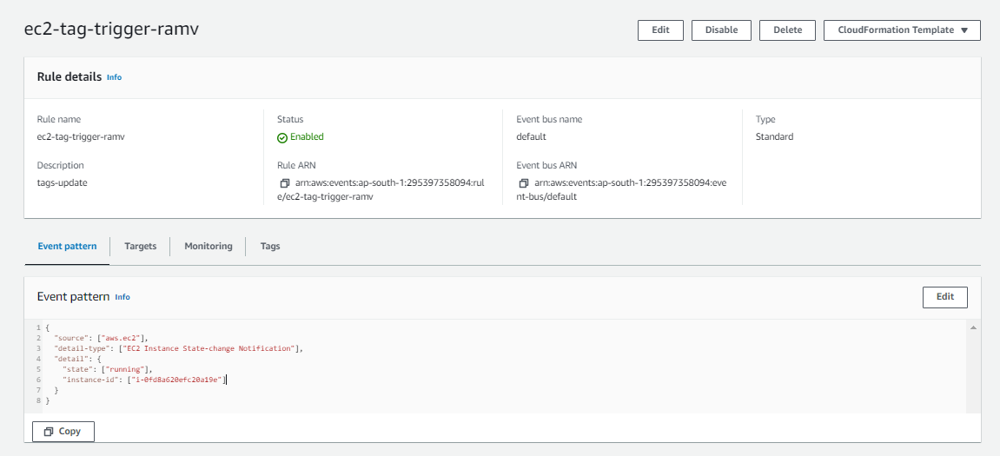 ec2-tag-trigger-ramv
Edit
Disable
Delete
CloudFormation Template
Rule details Info
Rule name
ec2-tag-trigger-ramv
Description
tags-update
Status
Enabled
Rule ARN
arn:aws:events:ap-south-1:295397358094:rul
e/ec2-tag-trigger-ramv
Event bus name
default
Event bus ARN
arn:aws:events:ap-south-1:295397358094:eve
nt-bus/default
Type
Standard
Event pattern
Targets
Monitoring
Tags
Event pattern Info
Edit
1 {
2 "source": ["aws.ec2"],
3 "detail-type": ["EC2 Instance State-change Notification"],
4 "detail": {
5 "state": ["running"],
6 "instance-id": ["i-0fd8a620efc20a19e"]
7 }
8 }
Copy